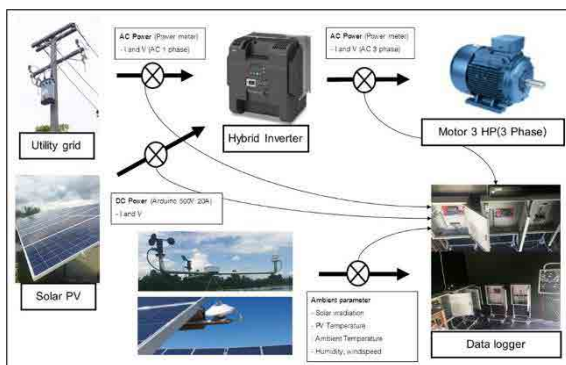 AC Power (Power meter)
- I and V (AC 1 phase)
AC Power (Power meter)
- I and V (AC 3 phase)
Utility grid
Hybrid Inverter
Motor 3 HP(3 Phase)
DC Power (Arduino 500V 20A)
- I and V
Solar PV
Ambient parameter
- Solar irradiation
- PV Temperature
- Ambient Temperature
- Humidity, windspeed
Data logger